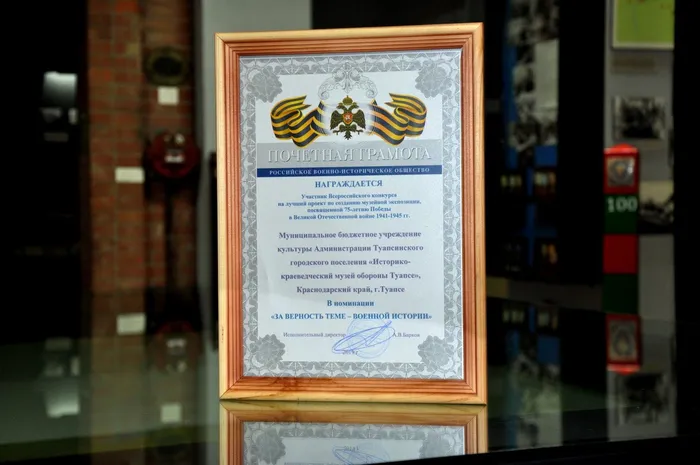 ПОЧЕТНАЯ ГРАМОТА
РОССИЙСКОЕ ВОЕННО-ИСТОРИЧЕСКОЕ ОБЩЕСТВО
НАГРАЖДАЕТСЯ
Участник Всероссийского конкурса
на лучший проект по созданию музейной экспозиции,
посвященной 75-летию Победы
в Великой Отечественной войне 1941-1945 гг.
Муниципальное бюджетное учреждение
культуры Администрации Туапсинского
городского поселения «Историко-
краеведческий музей обороны Туапсе»,
Краснодарский край, г.Туапсе
В номинации
«ЗА ВЕРНОСТЬ ТЕМЕ – ВОЕННОЙ ИСТОРИИ»
Исполнительный директор А.В.Барков
100